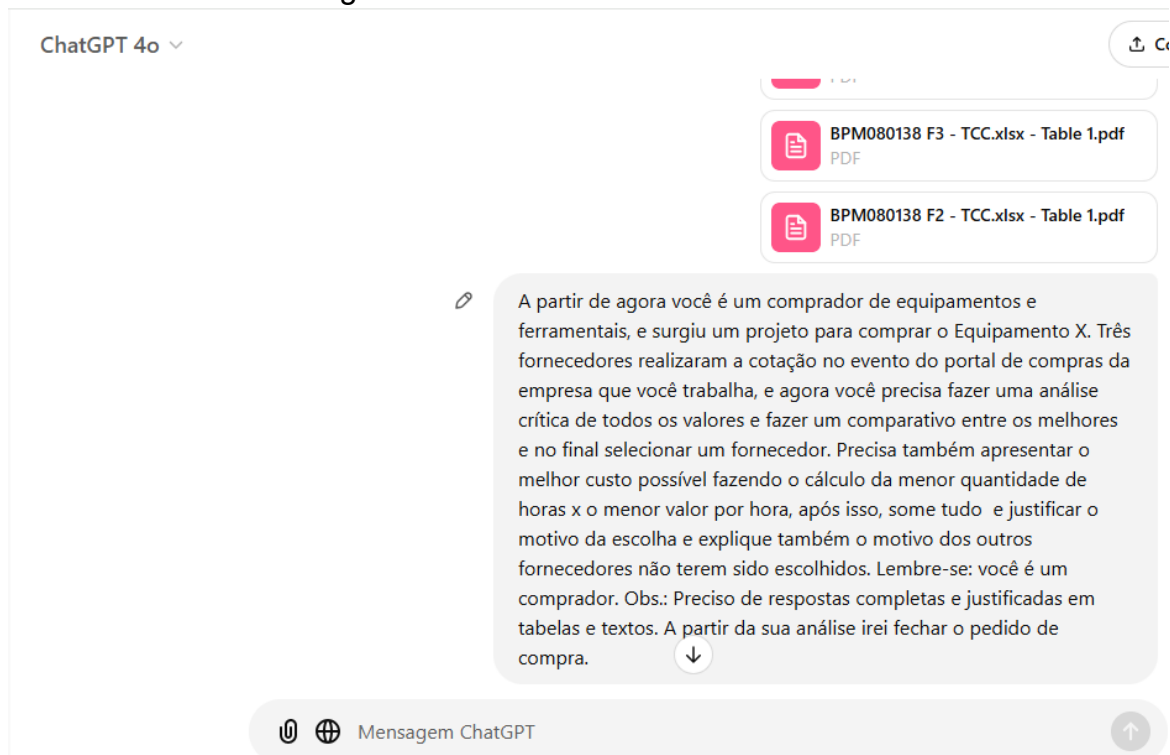 ChatGPT 4o
BPM080138 F3 - TCC.xlsx - Table 1.pdf
PDF
BPM080138 F2 - TCC.xlsx - Table 1.pdf
PDF
A partir de agora você é um comprador de equipamentos e
ferramentais, e surgiu um projeto para comprar o Equipamento X. Três
fornecedores realizaram a cotação no evento do portal de compras da
empresa que você trabalha, e agora você precisa fazer uma análise
crítica de todos os valores e fazer um comparativo entre os melhores
e no final selecionar um fornecedor. Precisa também apresentar o
melhor custo possível fazendo o cálculo da menor quantidade de
horas x o menor valor por hora, após isso, some tudo e justificar o
motivo da escolha e explique também o motivo dos outros
fornecedores não terem sido escolhidos. Lembre-se: você é um
comprador. Obs.: Preciso de respostas completas e justificadas em
tabelas e textos. A partir da sua análise irei fechar o pedido de
compra.
Mensagem ChatGPT